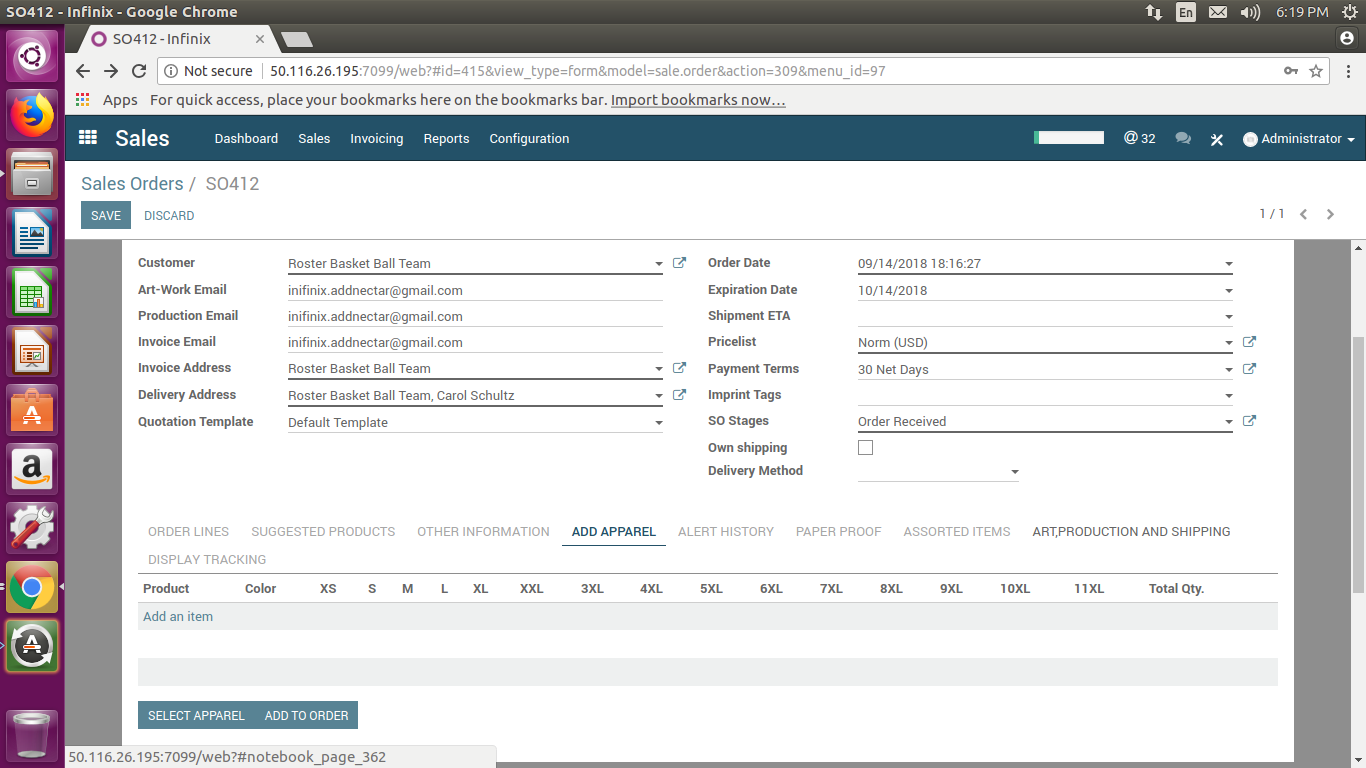 SO412 - Infinix - Google Chrome
En
6:19 PM
SO412 - Infinix
Not secure
50.116.26.195:7099/web?#id=415&view_type=form&model=sale.order&action=309&menu_id=97
Apps For quick access, place your bookmarks here on the bookmarks bar. Import bookmarks now…
Sales Dashboard Sales Invoicing Reports Configuration @ 32 Administrator
Sales Orders / SO412
SAVE DISCARD 1 / 1
Customer Roster Basket Ball Team Order Date 09/14/2018 18:16:27
Art-Work Email inifinix.addnectar@gmail.com Expiration Date 10/14/2018
Production Email inifinix.addnectar@gmail.com Shipment ETA
Invoice Email inifinix.addnectar@gmail.com Pricelist Norm (USD)
Invoice Address Roster Basket Ball Team Payment Terms 30 Net Days
Delivery Address Roster Basket Ball Team, Carol Schultz Imprint Tags
Quotation Template Default Template SO Stages Order Received
Own shipping
Delivery Method
ORDER LINES SUGGESTED PRODUCTS OTHER INFORMATION ADD APPAREL ALERT HISTORY PAPER PROOF ASSORTED ITEMS ART,PRODUCTION AND SHIPPING
DISPLAY TRACKING
Product Color XS S M L XL XXL 3XL 4XL 5XL 6XL 7XL 8XL 9XL 10XL 11XL Total Qty.
Add an item
SELECT APPAREL ADD TO ORDER
50.116.26.195:7099/web?#notebook_page_362